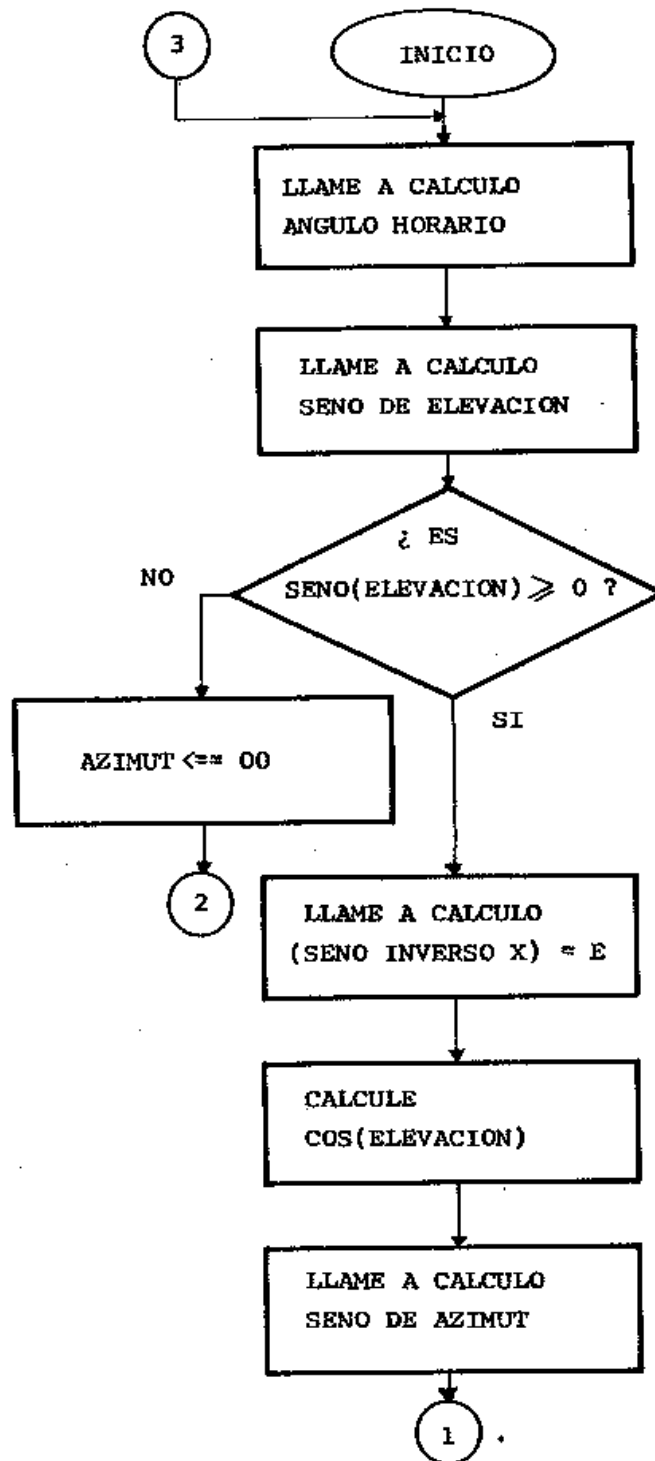 3
INICIO
LLAME A CALCULO
ANGULO HORARIO
LLAME A CALCULO
SENO DE ELEVACION
¿ ES
SENO(ELEVACION) ⩾ 0 ?
NO
SI
AZIMUT <== 00
2
LLAME A CALCULO
(SENO INVERSO X) = E
CALCULE
COS(ELEVACION)
LLAME A CALCULO
SENO DE AZIMUT
1